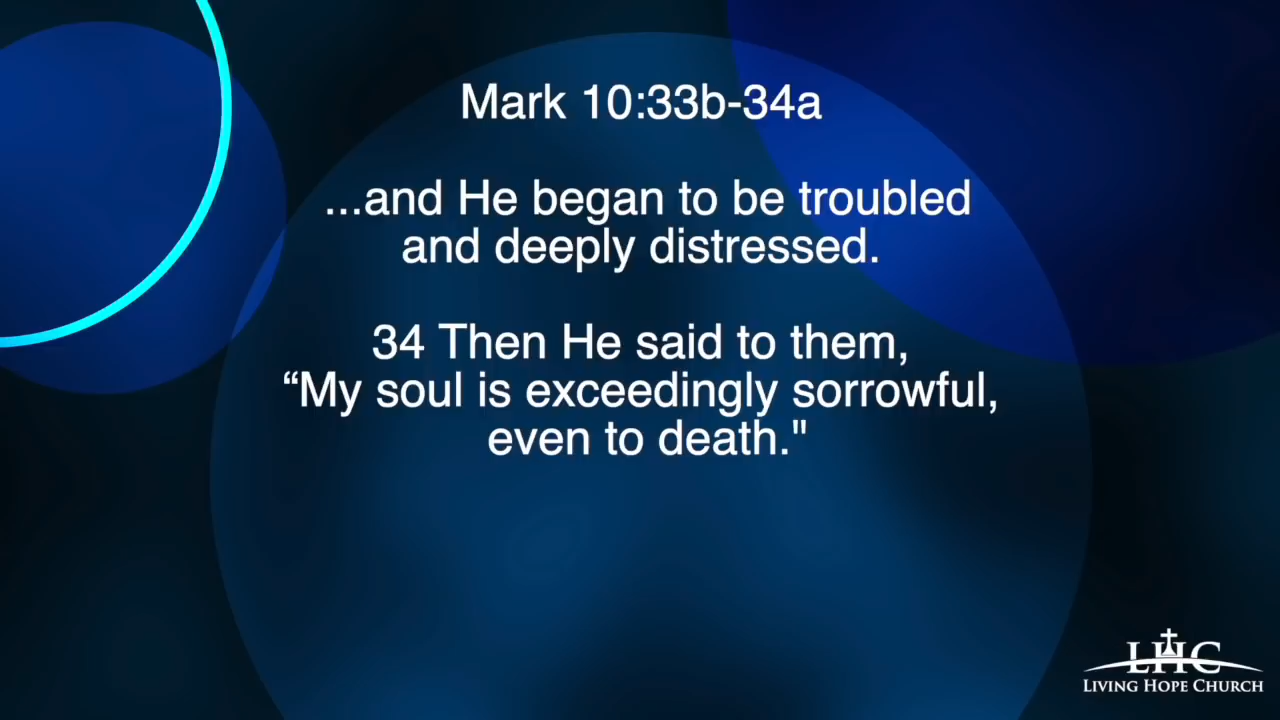 Mark 10:33b-34a
...and He began to be troubled
and deeply distressed.
34 Then He said to them,
“My soul is exceedingly sorrowful,
even to death."
LHC
LIVING HOPE CHURCH